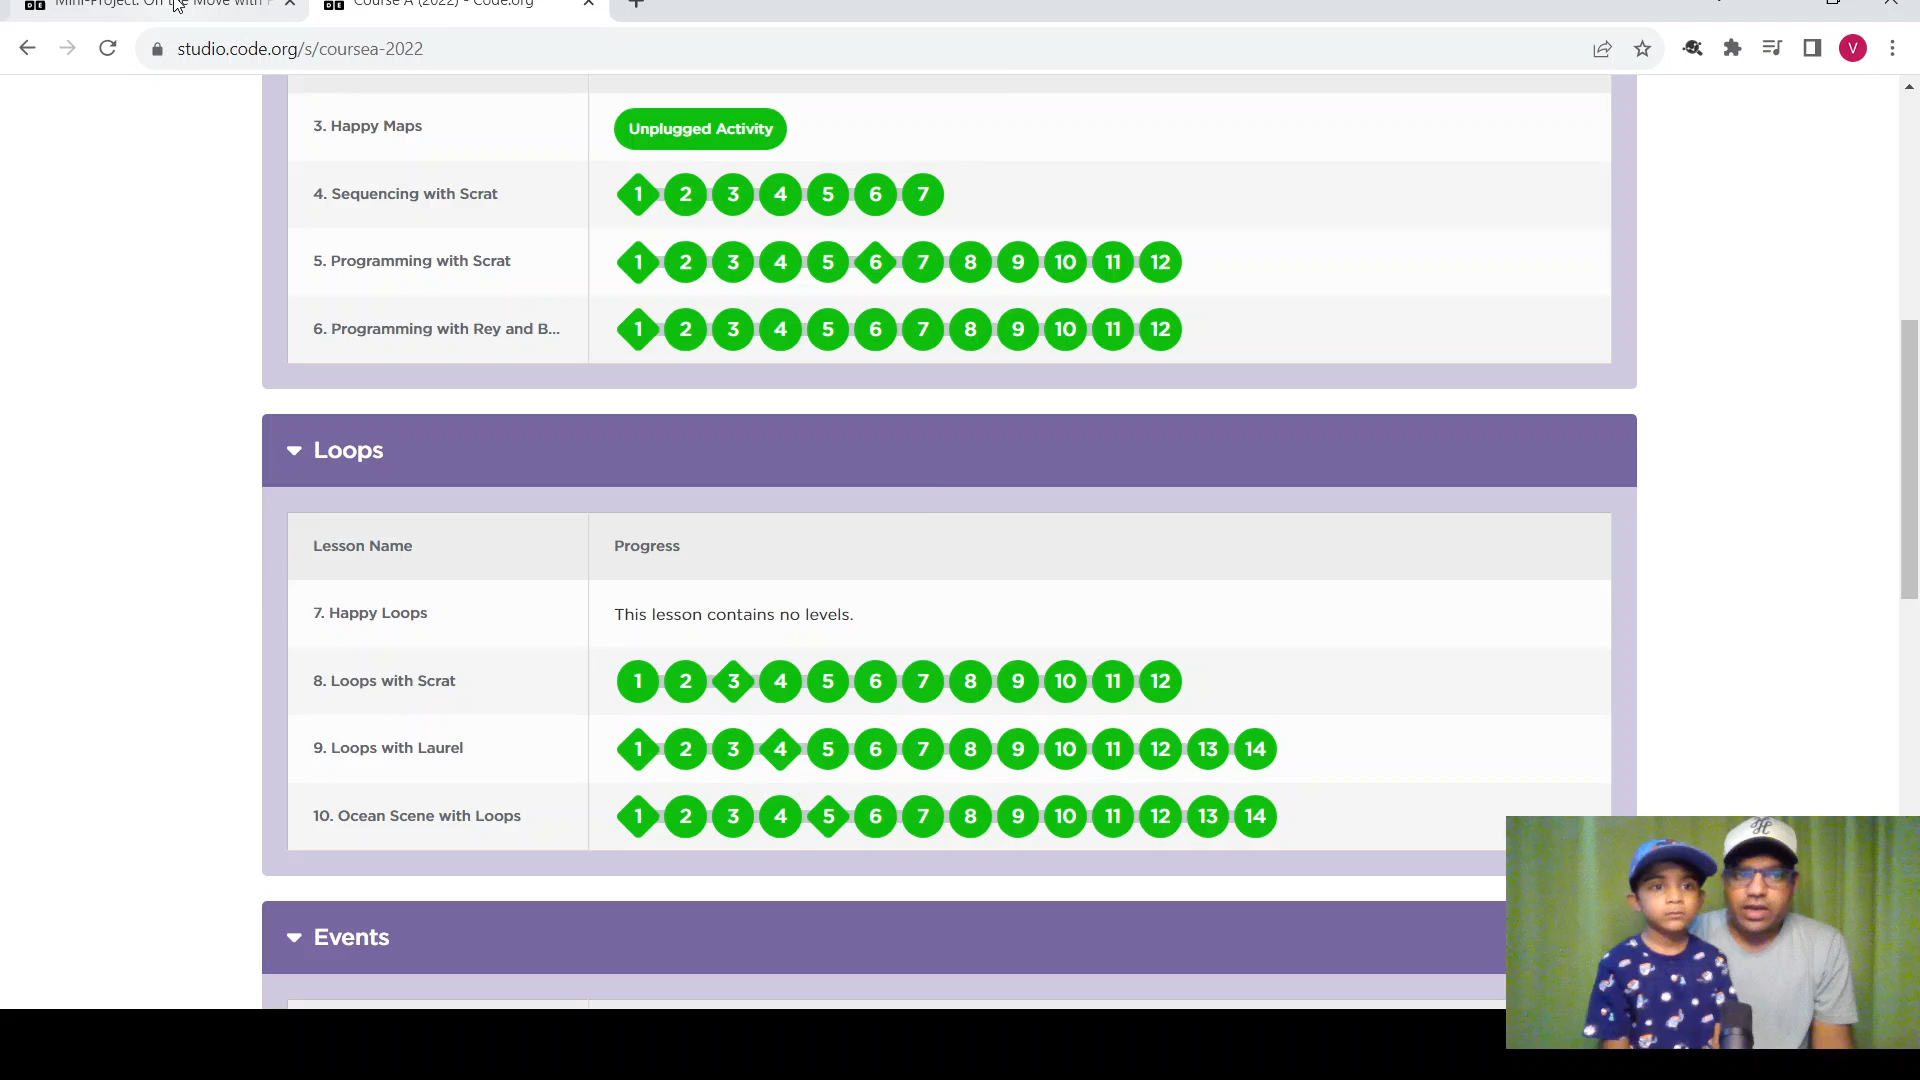 Mini-Project: On the Move with
Course A (2022) - Code.org
studio.code.org/s/coursea-2022
V
3. Happy Maps
Unplugged Activity
4. Sequencing with Scrat
1 2 3 4 5 6 7
5. Programming with Scrat
1 2 3 4 5 6 7 8 9 10 11 12
6. Programming with Rey and B...
1 2 3 4 5 6 7 8 9 10 11 12
Loops
Lesson Name
Progress
7. Happy Loops
This lesson contains no levels.
8. Loops with Scrat
1 2 3 4 5 6 7 8 9 10 11 12
9. Loops with Laurel
1 2 3 4 5 6 7 8 9 10 11 12 13 14
10. Ocean Scene with Loops
1 2 3 4 5 6 7 8 9 10 11 12 13 14
Events